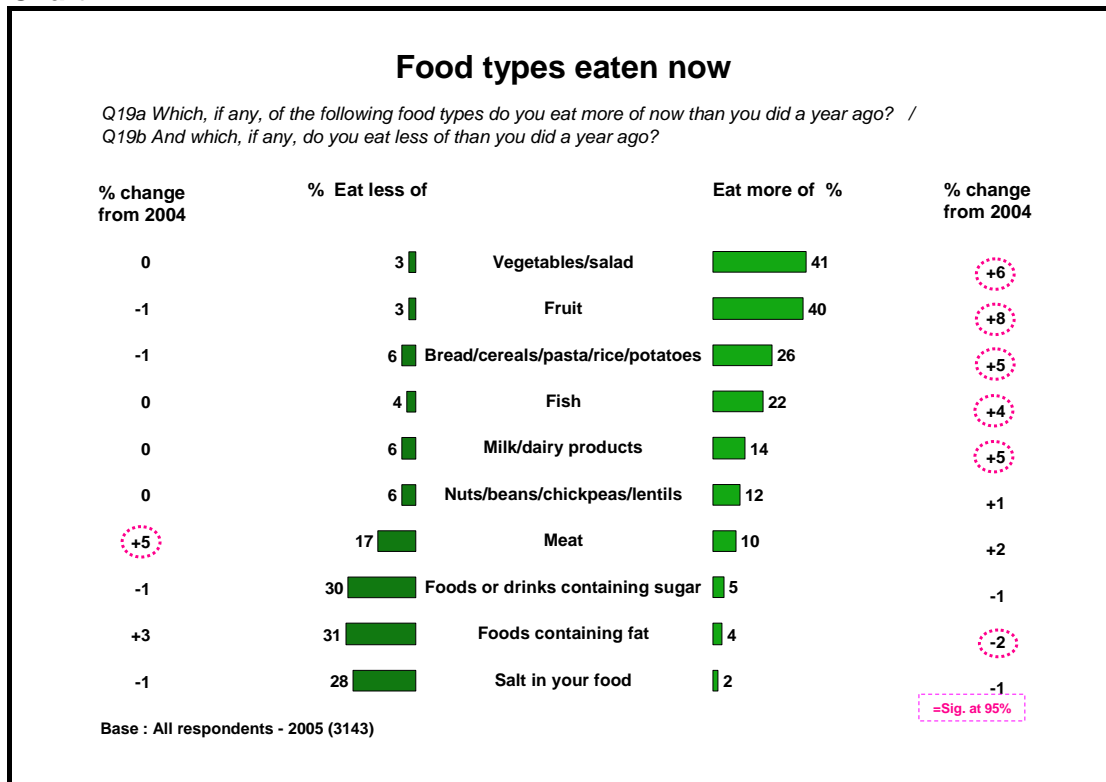 Food types eaten now
Q19a Which, if any, of the following food types do you eat more of now than you did a year ago? /
Q19b And which, if any, do you eat less of than you did a year ago?
% change from 2004 % Eat less of Eat more of % % change from 2004
0 3 Vegetables/salad 41 +6
-1 3 Fruit 40 +8
-1 6 Bread/cereals/pasta/rice/potatoes 26 +5
0 4 Fish 22 +4
0 6 Milk/dairy products 14 +5
0 6 Nuts/beans/chickpeas/lentils 12 +1
+5 17 Meat 10 +2
-1 30 Foods or drinks containing sugar 5 -1
+3 31 Foods containing fat 4 -2
-1 28 Salt in your food 2 -1
=Sig. at 95%
Base : All respondents - 2005 (3143)